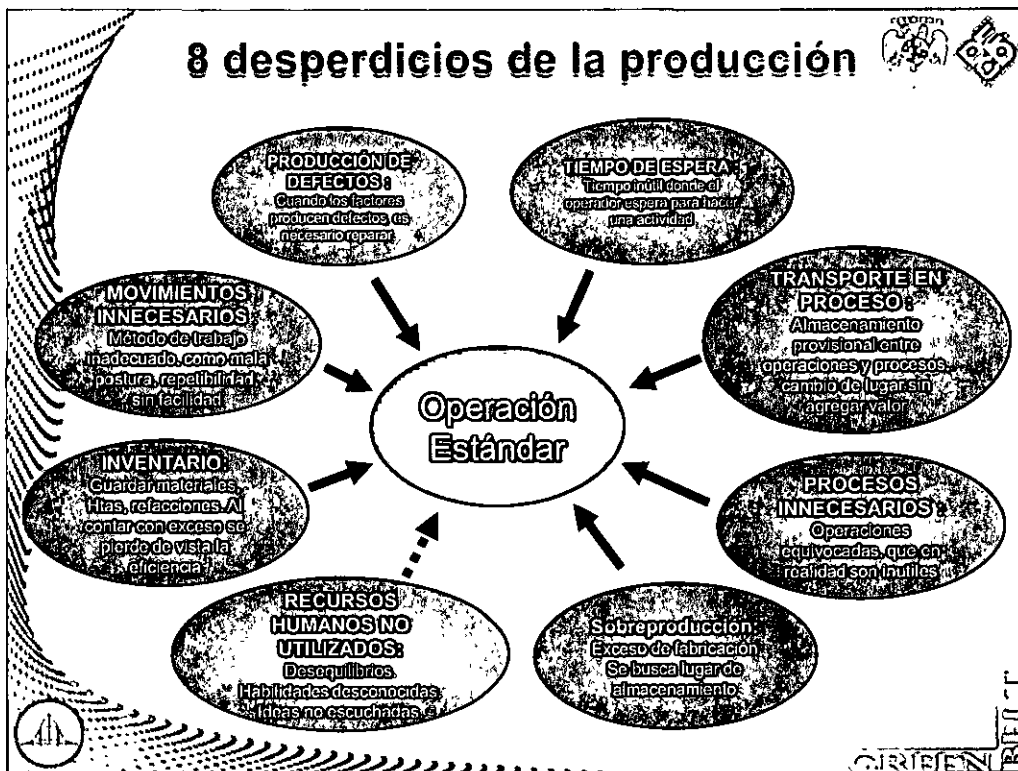 8 desperdicios de la producción
PRODUCCIÓN DE
DEFECTOS :
Cuando los factores
producen defectos, es
necesario reparar
TIEMPO DE ESPERA :
Tiempo inútil donde el
operador espera para hacer
una actividad
TRANSPORTE EN
PROCESO :
Almacenamiento
provisional entre
operaciones y procesos.
cambio de lugar sin
agregar valor
PROCESOS
INNECESARIOS :
Operaciones
equivocadas, que en
realidad son inutiles
Sobreproducción:
Exceso de fabricación
Se busca lugar de
almacenamiento
RECURSOS
HUMANOS NO
UTILIZADOS:
Desequilibrios.
Habilidades desconocidas
Ideas no escuchadas
INVENTARIO:
Guardar materiales,
Htas, refacciones. Al
contar con exceso se
pierde de vista la
eficiencia
MOVIMIENTOS
INNECESARIOS
Método de trabajo
inadecuado, como mala
postura, repetibilidad
sin facilidad
Operación
Estándar
GREEN
BELT